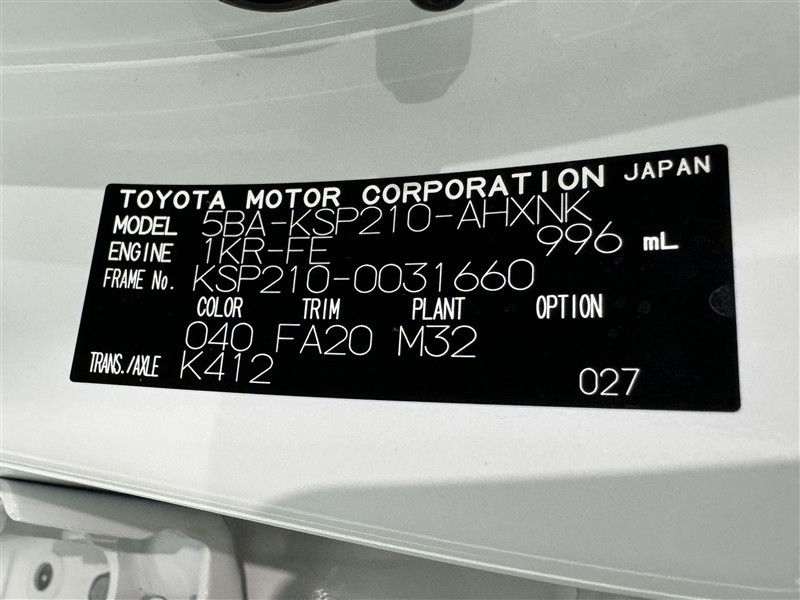 TOYOTA MOTOR CORPORATION JAPAN
MODEL 5BA-KSP210-AHXNK
ENGINE 1KR-FE 996 mL
FRAME No. KSP210-0031660
COLOR TRIM PLANT OPTION
040 FA20 M32
TRANS./AXLE K412
027